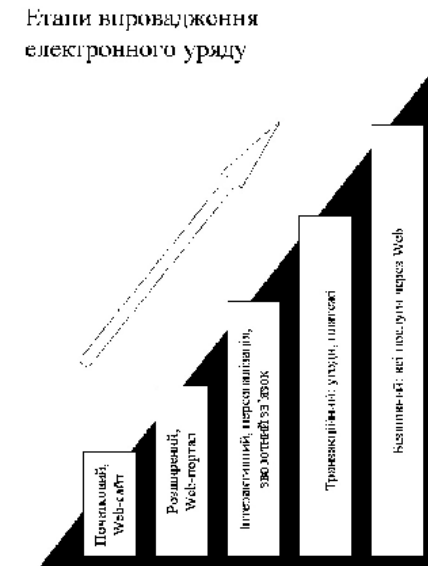 Етапи впровадження
електронного уряду
Початковий,
Web-сайт
Розширений,
Web-портал
Інтерактивний, персоналізація,
зворотний зв'язок
Транзакційний: угоди, платежі
Безшовний: всі послуги через Web